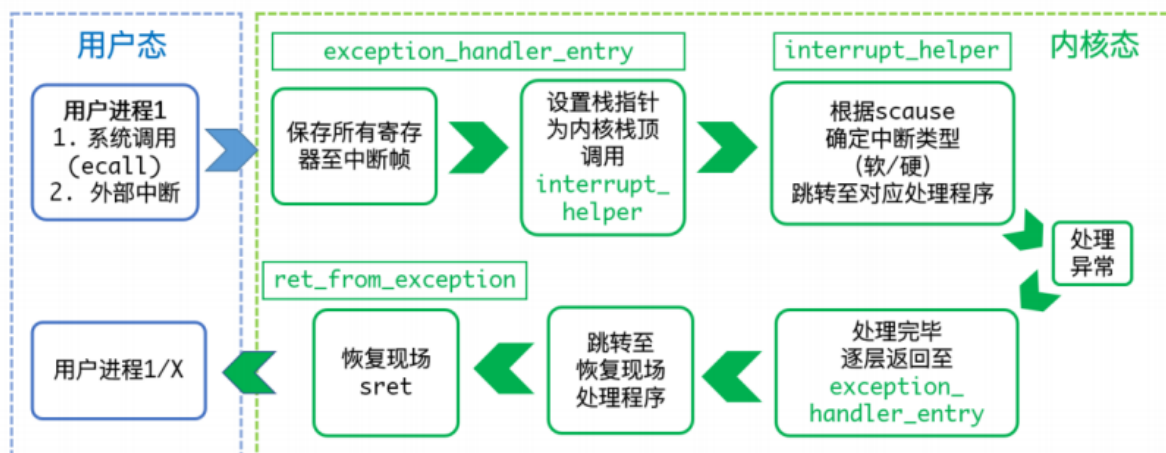 用户态
exception_handler_entry
interrupt_helper
内核态
用户进程1
1. 系统调用
(ecall)
2. 外部中断
保存所有寄存
器至中断帧
设置栈指针
为内核栈顶
调用
interrupt_
helper
根据scause
确定中断类型
(软/硬)
跳转至对应处理程序
处理
异常
ret_from_exception
用户进程1/X
恢复现场
sret
跳转至
恢复现场
处理程序
处理完毕
逐层返回至
exception_
handler_entry